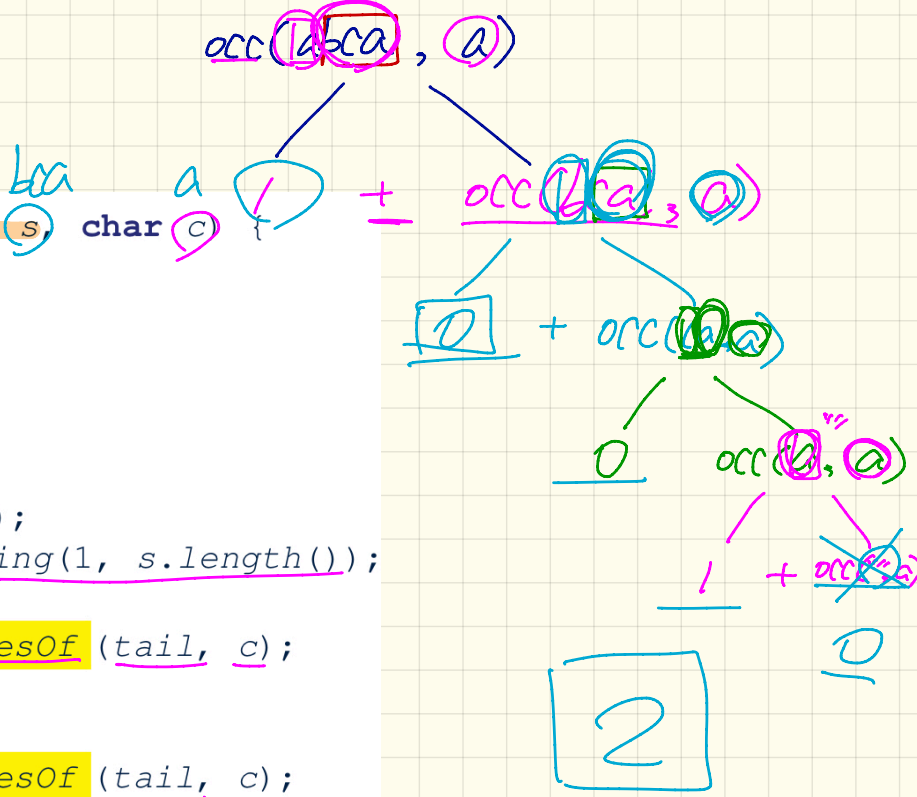 occ(abca, a)
bca a 1 + occ(bca, a)
s, char c) {
0 + occ(ca, a)
0 occ(a, a)
);
ing(1, s.length());
1 + occ("", a)
esOf (tail, c);
0
2
esOf (tail, c);